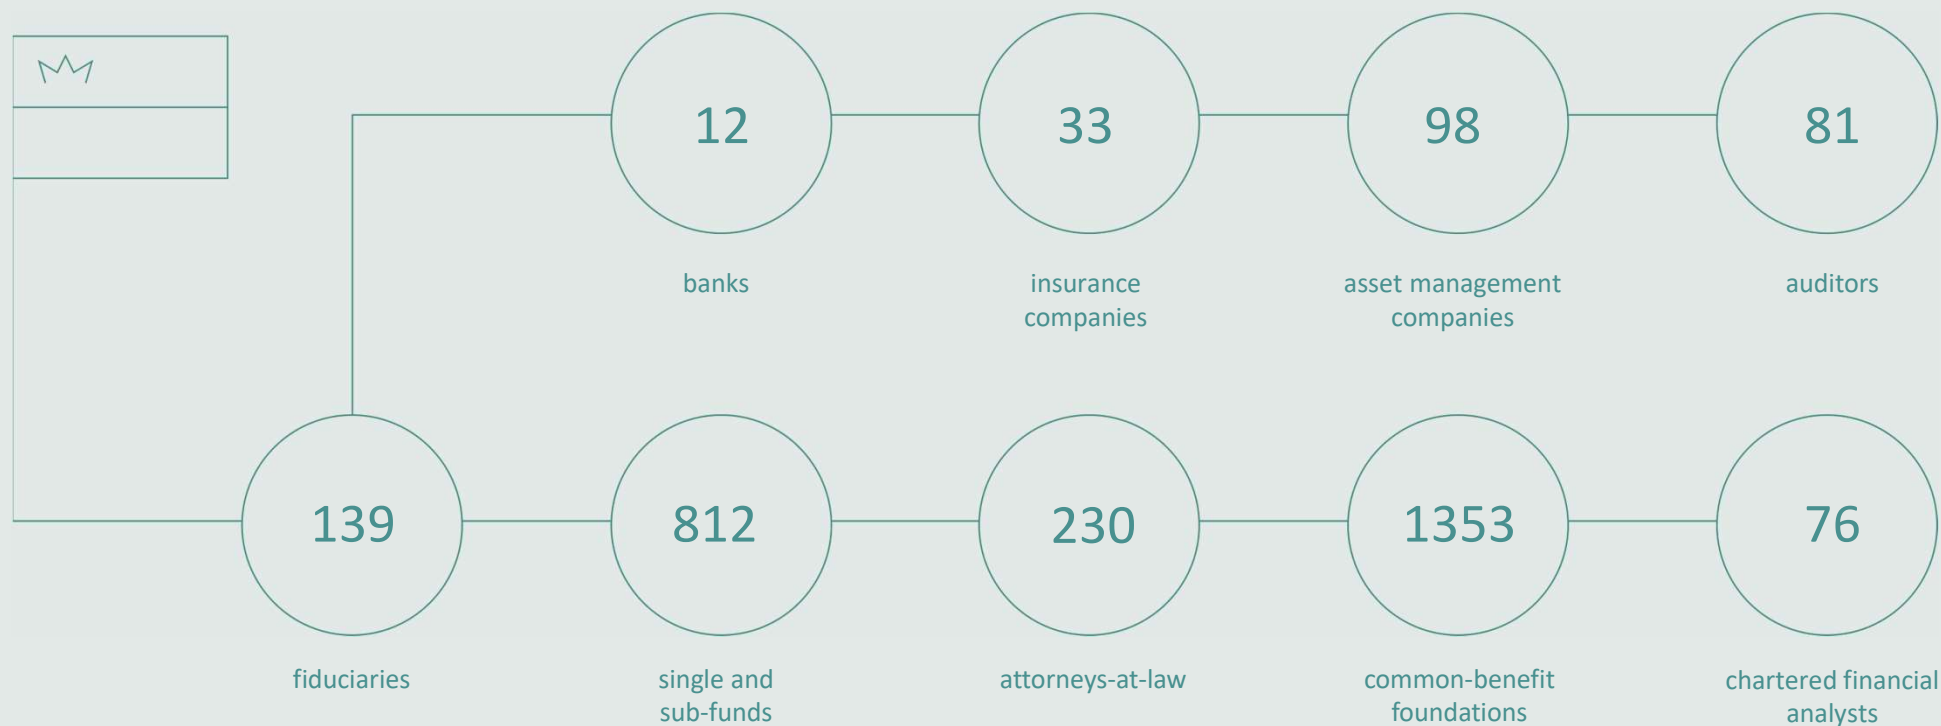 12
33
98
81
banks
insurance
companies
asset management
companies
auditors
139
812
230
1353
76
fiduciaries
single and
sub-funds
attorneys-at-law
common-benefit
foundations
chartered financial
analysts